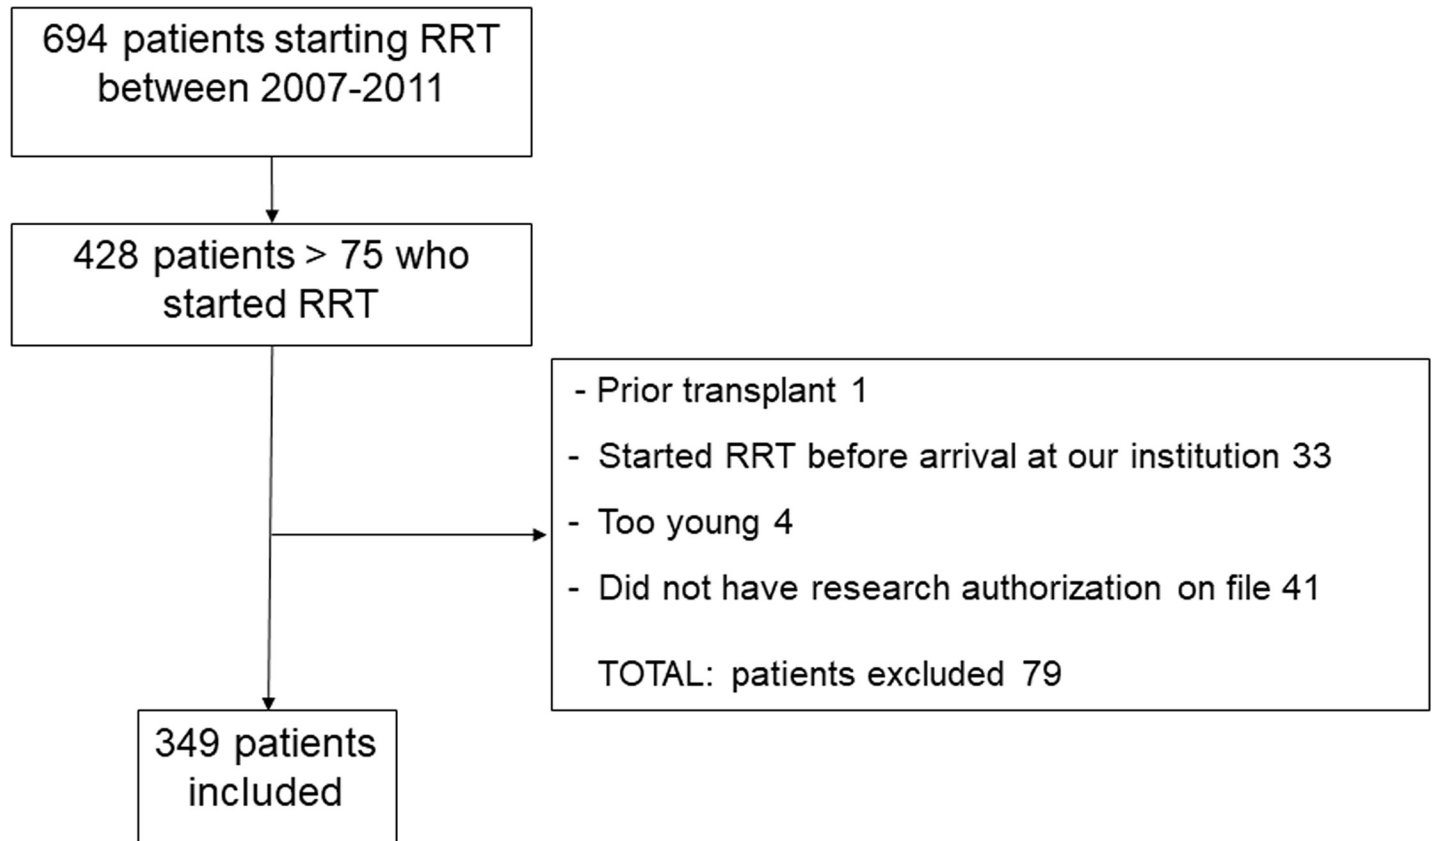 694 patients starting RRT
between 2007-2011
428 patients > 75 who
started RRT
- Prior transplant 1
- Started RRT before arrival at our institution 33
- Too young 4
- Did not have research authorization on file 41
TOTAL: patients excluded 79
349 patients
included